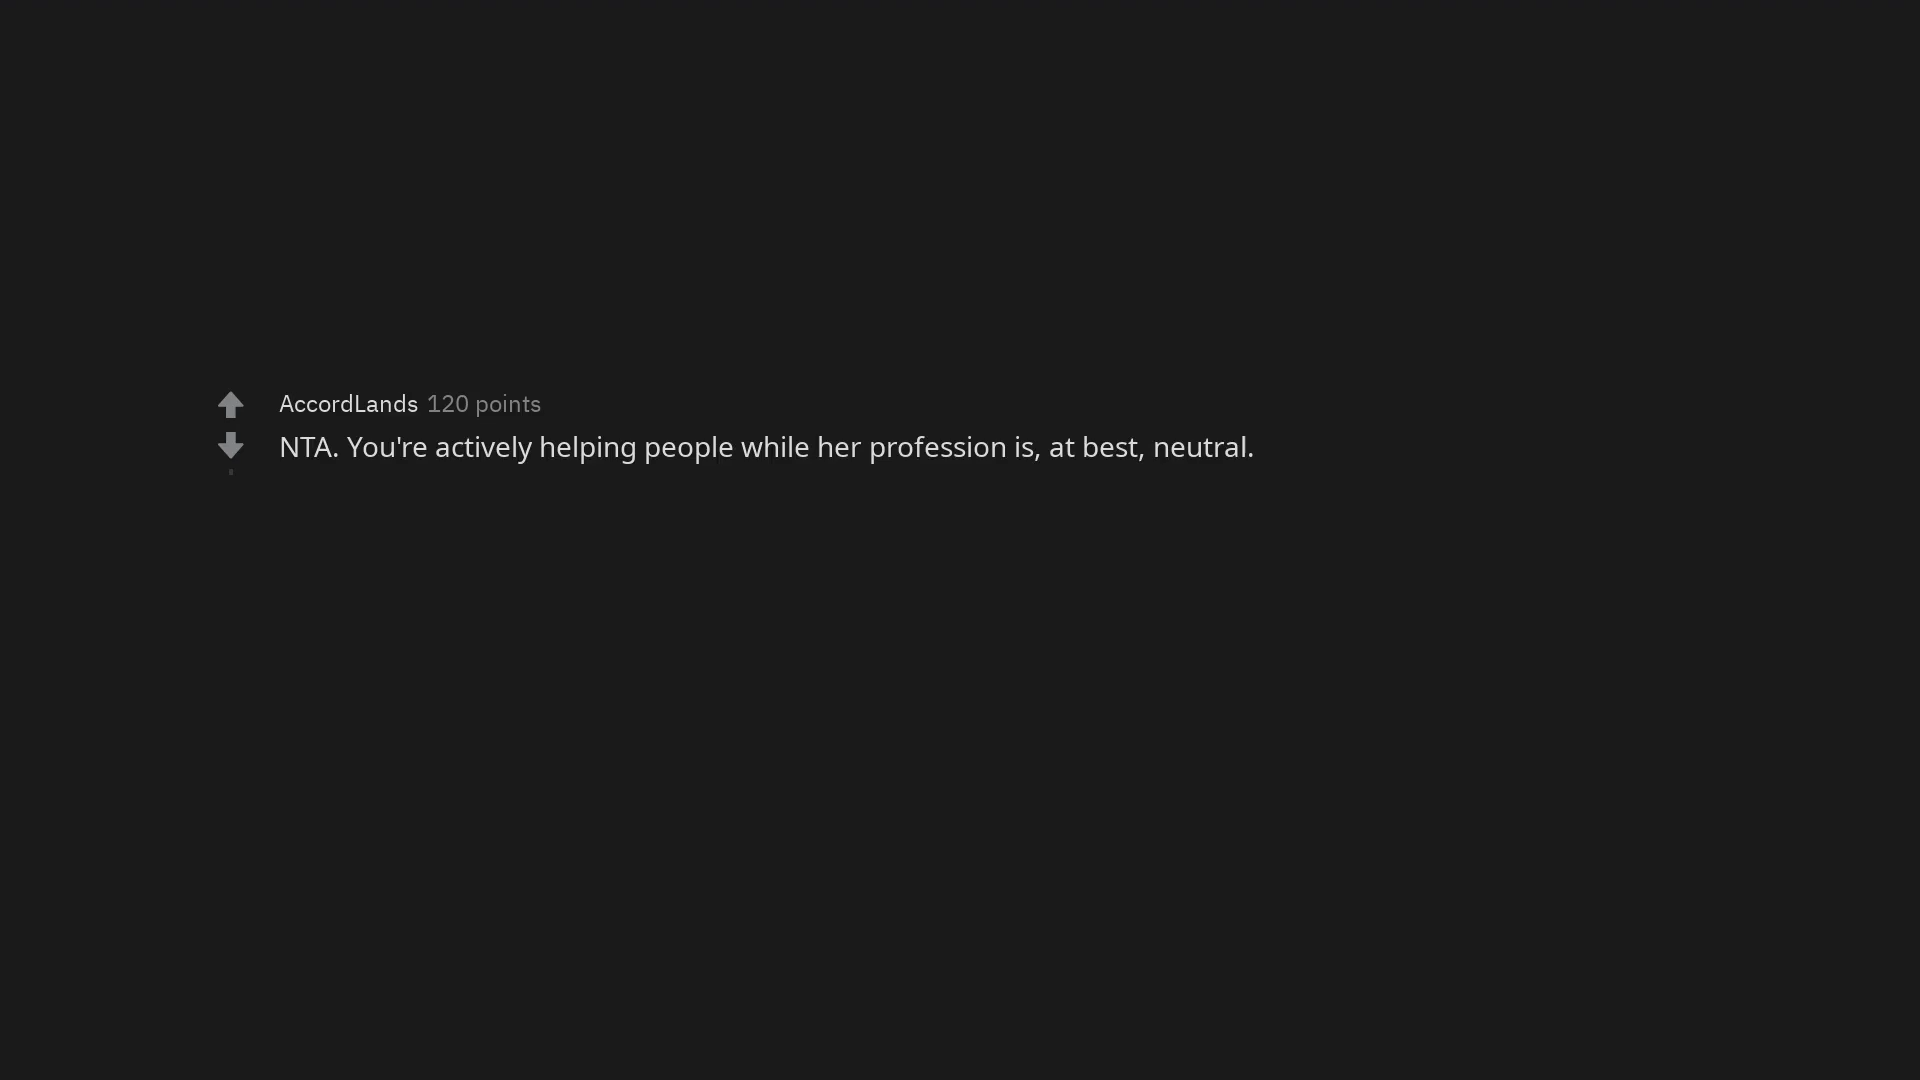 AccordLands 120 points
NTA. You're actively helping people while her profession is, at best, neutral.